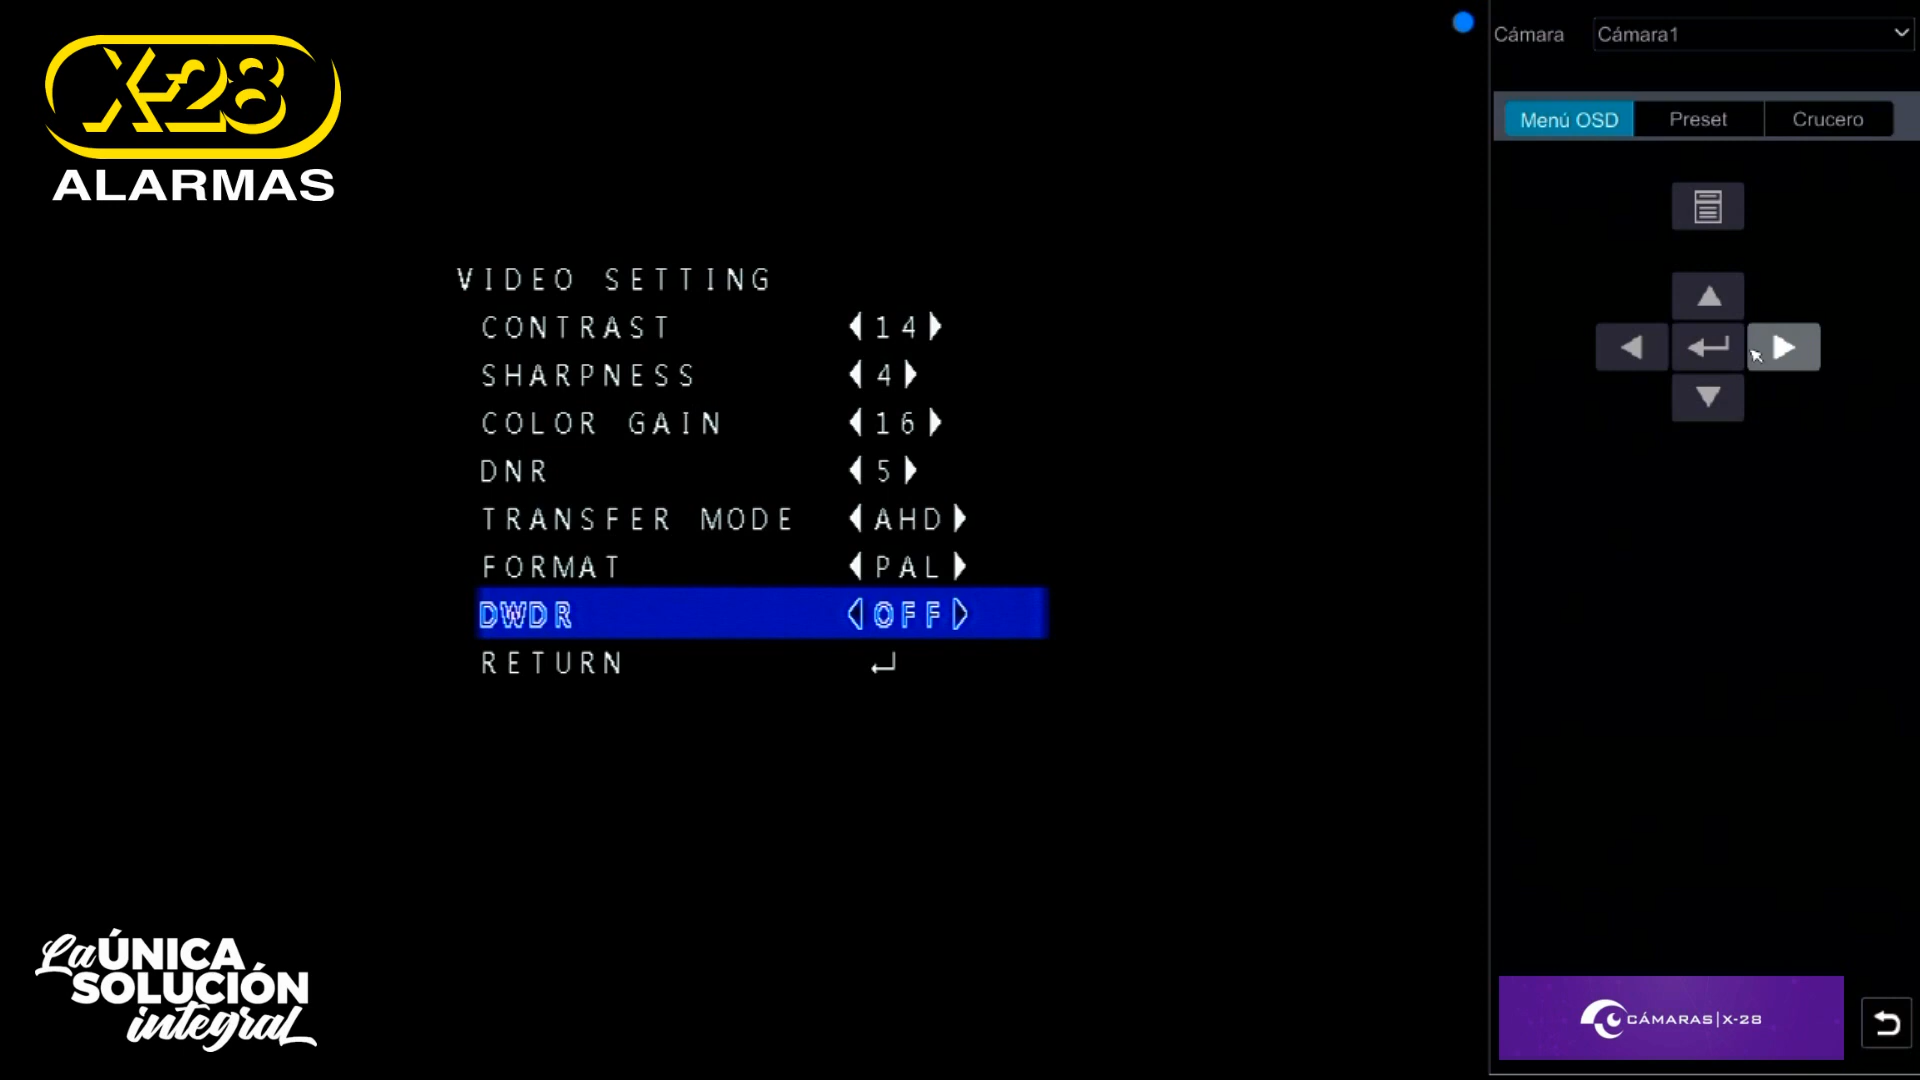 X-28
ALARMAS
VIDEO SETTING
CONTRAST 14
SHARPNESS 4
COLOR GAIN 16
DNR 5
TRANSFER MODE AHD
FORMAT PAL
DWDR OFF
RETURN
Cámara Cámara1
Menú OSD Preset Crucero
La ÚNICA
SOLUCIÓN
integral
CÁMARAS|X-28